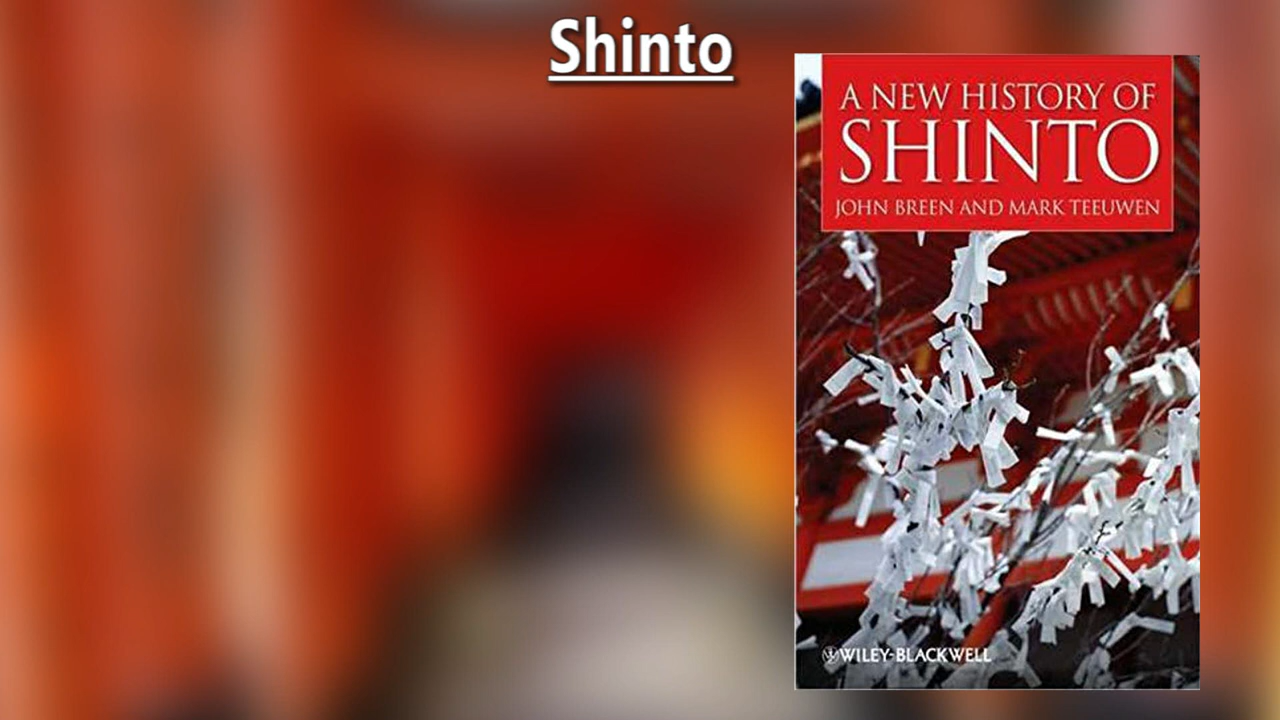 Shinto
A NEW HISTORY OF
SHINTO
JOHN BREEN AND MARK TEEUWEN
WILEY-BLACKWELL